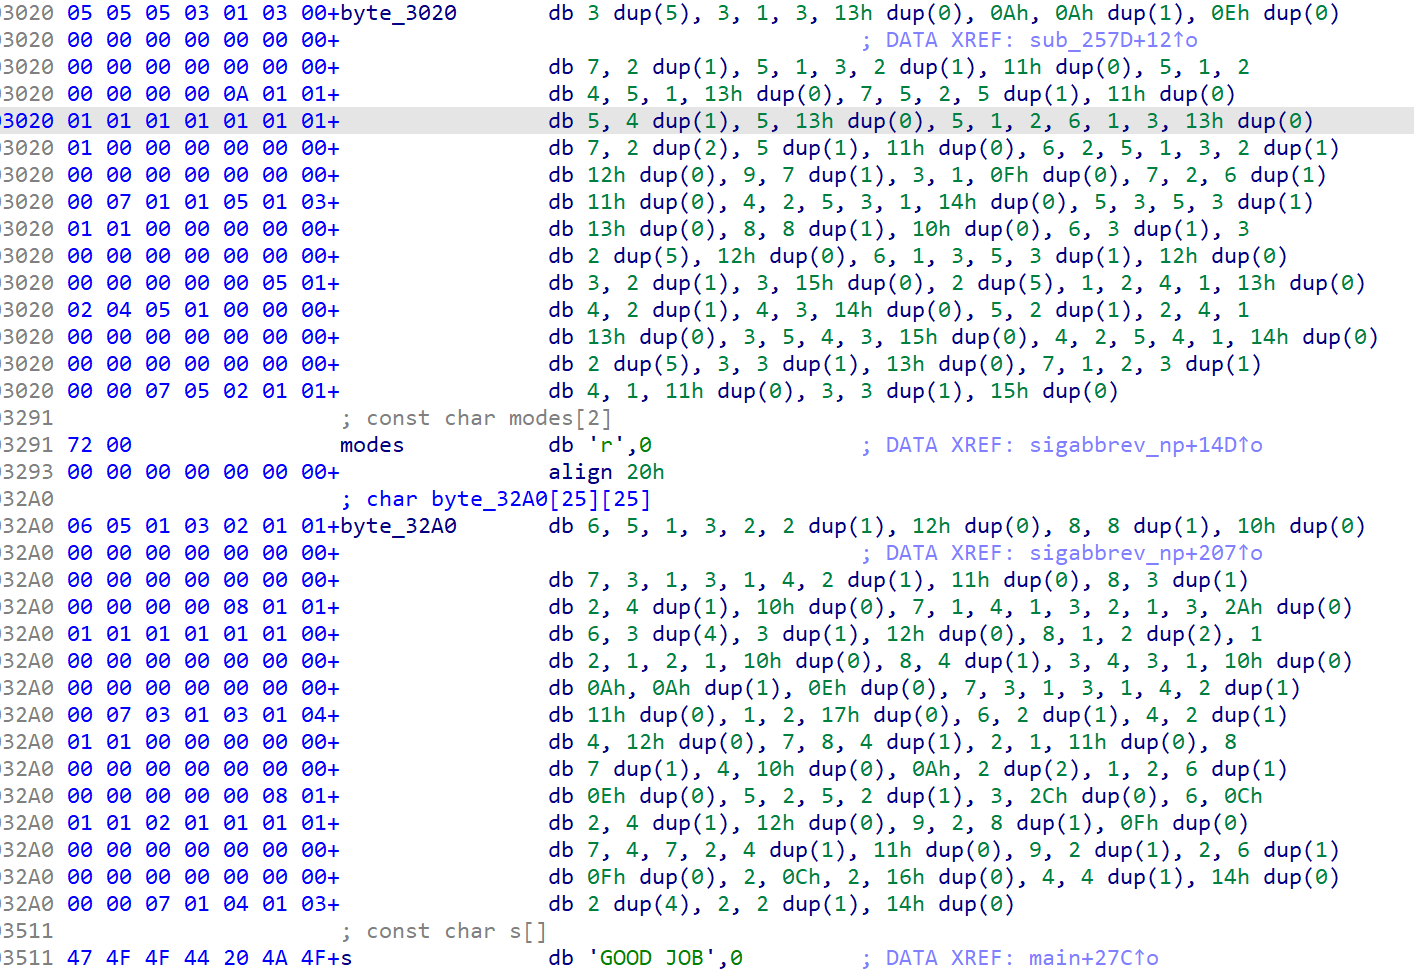 03020 05 05 05 03 01 03 00+byte_3020 db 3 dup(5), 3, 1, 3, 13h dup(0), 0Ah, 0Ah dup(1), 0Eh dup(0)
03020 00 00 00 00 00 00 00+ ; DATA XREF: sub_257D+12↑o
03020 00 00 00 00 00 00 00+ db 7, 2 dup(1), 5, 1, 3, 2 dup(1), 11h dup(0), 5, 1, 2
03020 00 00 00 00 0A 01 01+ db 4, 5, 1, 13h dup(0), 7, 5, 2, 5 dup(1), 11h dup(0)
03020 01 01 01 01 01 01 01+ db 5, 4 dup(1), 5, 13h dup(0), 5, 1, 2, 6, 1, 3, 13h dup(0)
03020 01 00 00 00 00 00 00+ db 7, 2 dup(2), 5 dup(1), 11h dup(0), 6, 2, 5, 1, 3, 2 dup(1)
03020 00 00 00 00 00 00 00+ db 12h dup(0), 9, 7 dup(1), 3, 1, 0Fh dup(0), 7, 2, 6 dup(1)
03020 00 07 01 01 05 01 03+ db 11h dup(0), 4, 2, 5, 3, 1, 14h dup(0), 5, 3, 5, 3 dup(1)
03020 01 01 00 00 00 00 00+ db 13h dup(0), 8, 8 dup(1), 10h dup(0), 6, 3 dup(1), 3
03020 00 00 00 00 00 00 00+ db 2 dup(5), 12h dup(0), 6, 1, 3, 5, 3 dup(1), 12h dup(0)
03020 00 00 00 00 00 05 01+ db 3, 2 dup(1), 3, 15h dup(0), 2 dup(5), 1, 2, 4, 1, 13h dup(0)
03020 02 04 05 01 00 00 00+ db 4, 2 dup(1), 4, 3, 14h dup(0), 5, 2 dup(1), 2, 4, 1
03020 00 00 00 00 00 00 00+ db 13h dup(0), 3, 5, 4, 3, 15h dup(0), 4, 2, 5, 4, 1, 14h dup(0)
03020 00 00 00 00 00 00 00+ db 2 dup(5), 3, 3 dup(1), 13h dup(0), 7, 1, 2, 3 dup(1)
03020 00 00 07 05 02 01 01+ db 4, 1, 11h dup(0), 3, 3 dup(1), 15h dup(0)
03291 ; const char modes[2]
03291 72 00 modes db 'r',0 ; DATA XREF: sigabbrev_np+14D↑o
03293 00 00 00 00 00 00 00+ align 20h
032A0 ; char byte_32A0[25][25]
032A0 06 05 01 03 02 01 01+byte_32A0 db 6, 5, 1, 3, 2, 2 dup(1), 12h dup(0), 8, 8 dup(1), 10h dup(0)
032A0 00 00 00 00 00 00 00+ ; DATA XREF: sigabbrev_np+207↑o
032A0 00 00 00 00 00 00 00+ db 7, 3, 1, 3, 1, 4, 2 dup(1), 11h dup(0), 8, 3 dup(1)
032A0 00 00 00 00 08 01 01+ db 2, 4 dup(1), 10h dup(0), 7, 1, 4, 1, 3, 2, 1, 3, 2Ah dup(0)
032A0 01 01 01 01 01 01 00+ db 6, 3 dup(4), 3 dup(1), 12h dup(0), 8, 1, 2 dup(2), 1
032A0 00 00 00 00 00 00 00+ db 2, 1, 2, 1, 10h dup(0), 8, 4 dup(1), 3, 4, 3, 1, 10h dup(0)
032A0 00 00 00 00 00 00 00+ db 0Ah, 0Ah dup(1), 0Eh dup(0), 7, 3, 1, 3, 1, 4, 2 dup(1)
032A0 00 07 03 01 03 01 04+ db 11h dup(0), 1, 2, 17h dup(0), 6, 2 dup(1), 4, 2 dup(1)
032A0 01 01 00 00 00 00 00+ db 4, 12h dup(0), 7, 8, 4 dup(1), 2, 1, 11h dup(0), 8
032A0 00 00 00 00 00 00 00+ db 7 dup(1), 4, 10h dup(0), 0Ah, 2 dup(2), 1, 2, 6 dup(1)
032A0 00 00 00 00 00 08 01+ db 0Eh dup(0), 5, 2, 5, 2 dup(1), 3, 2Ch dup(0), 6, 0Ch
032A0 01 01 02 01 01 01 01+ db 2, 4 dup(1), 12h dup(0), 9, 2, 8 dup(1), 0Fh dup(0)
032A0 00 00 00 00 00 00 00+ db 7, 4, 7, 2, 4 dup(1), 11h dup(0), 9, 2 dup(1), 2, 6 dup(1)
032A0 00 00 00 00 00 00 00+ db 0Fh dup(0), 2, 0Ch, 2, 16h dup(0), 4, 4 dup(1), 14h dup(0)
032A0 00 00 07 01 04 01 03+ db 2 dup(4), 2, 2 dup(1), 14h dup(0)
03511 ; const char s[]
03511 47 4F 4F 44 20 4A 4F+s db 'GOOD JOB',0 ; DATA XREF: main+27C↑o